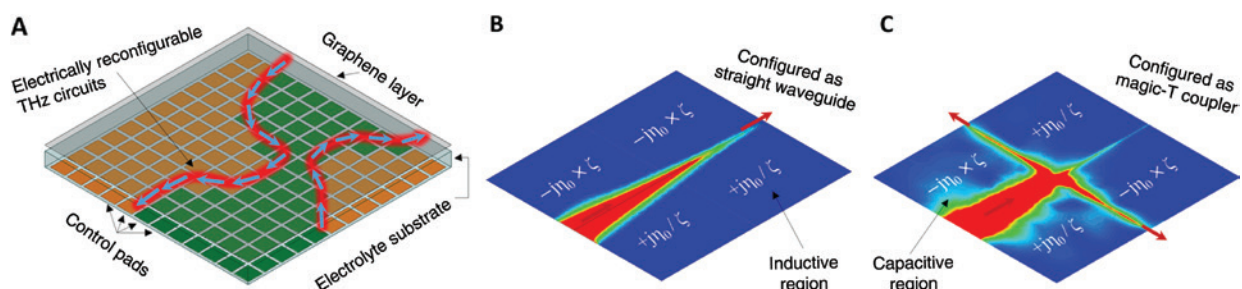 A
Electrically reconfigurable
THz circuits
Graphene layer
Control pads
Electrolyte substrate
B
Configured as
straight waveguide
−jη₀ × ζ
−jη₀ × ζ
+jη₀/ζ
+jη₀/ζ
Inductive
region
C
Configured as
magic-T coupler
+jη₀/ζ
−jη₀ × ζ
−jη₀ × ζ
+jη₀/ζ
Capacitive
region